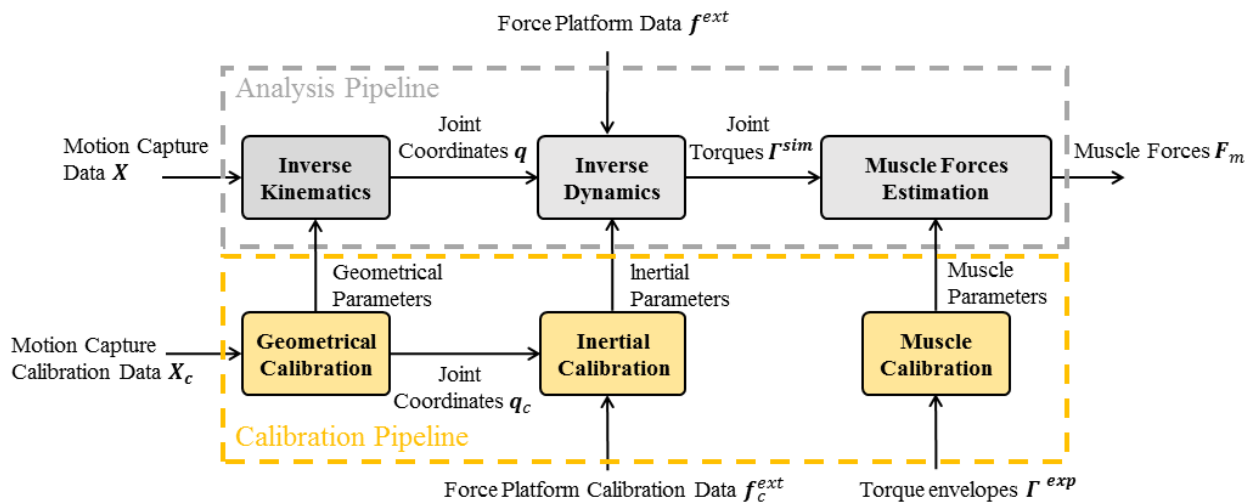 Force Platform Data f^ext
Analysis Pipeline
Motion Capture
Data X
Inverse
Kinematics
Joint
Coordinates q
Inverse
Dynamics
Joint
Torques Γ^sim
Muscle Forces
Estimation
Muscle Forces F_m
Geometrical
Parameters
Inertial
Parameters
Muscle
Parameters
Motion Capture
Calibration Data X_c
Geometrical
Calibration
Joint
Coordinates q_c
Inertial
Calibration
Muscle
Calibration
Calibration Pipeline
Force Platform Calibration Data f_c^ext
Torque envelopes Γ^exp